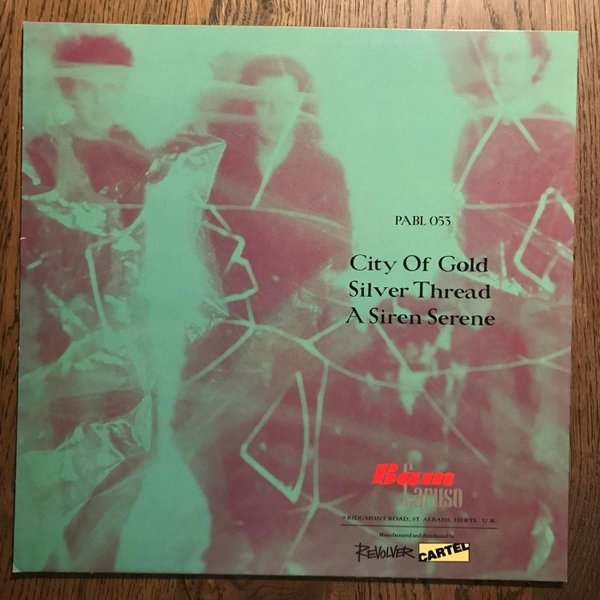 PABL 053
City Of Gold
Silver Thread
A Siren Serene
Bam
Caruso
9 RIDGMONT ROAD, ST. ALBANS, HERTS. U.K.
Manufactured and distributed by
REVOLVER CARTEL